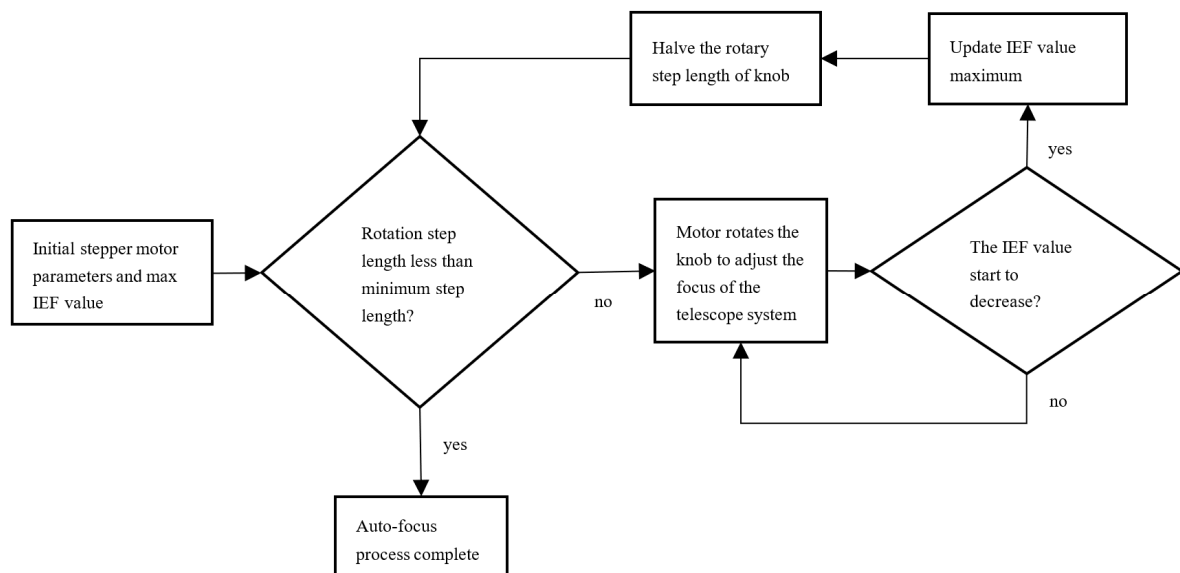 Halve the rotary
step length of knob
Update IEF value
maximum
yes
Initial stepper motor
parameters and max
IEF value
Rotation step
length less than
minimum step
length?
no
Motor rotates the
knob to adjust the
focus of the
telescope system
The IEF value
start to
decrease?
no
yes
Auto-focus
process complete